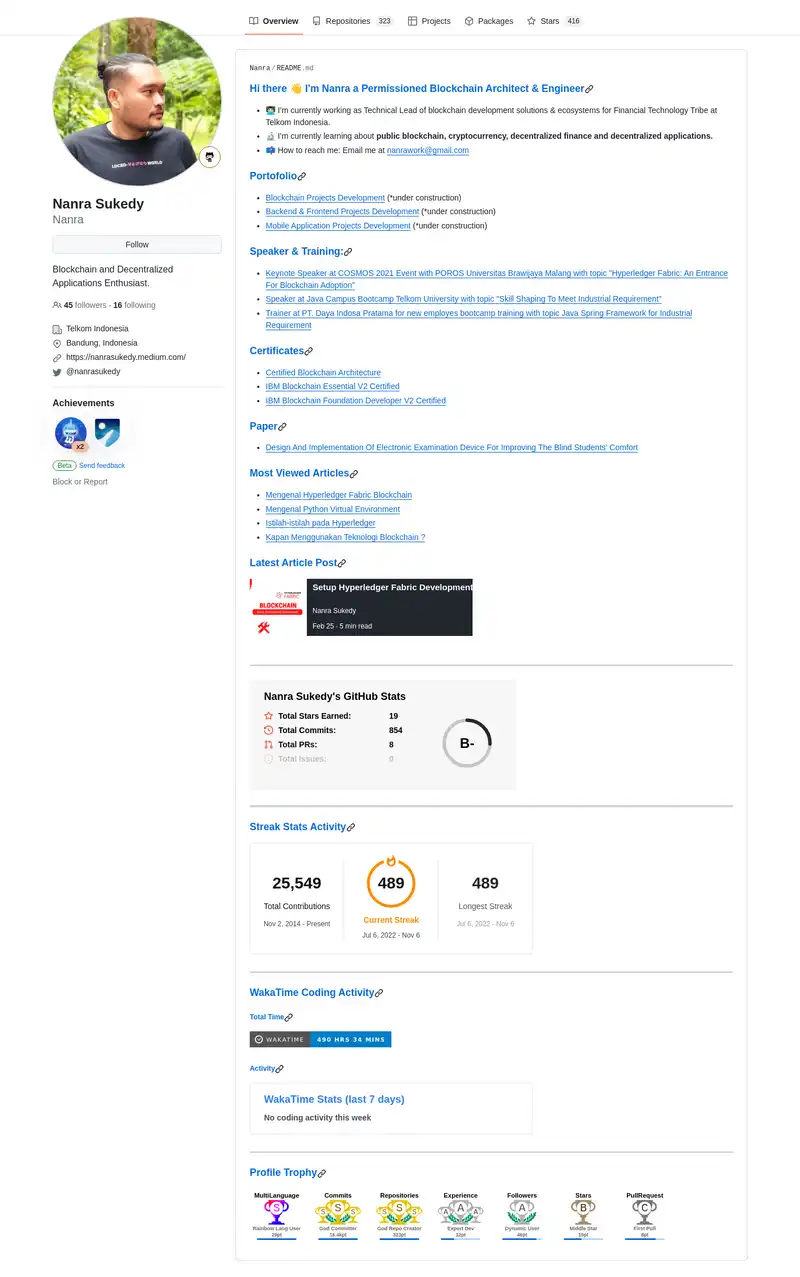 Overview
Repositories 323
Projects
Packages
Stars 416
Nanra Sukedy
Nanra
Follow
Blockchain and Decentralized
Applications Enthusiast.
45 followers · 16 following
Telkom Indonesia
Bandung, Indonesia
https://nanrasukedy.medium.com/
@nanrasukedy
Achievements
x2
Beta Send feedback
Block or Report
Nanra / README.md
Hi there 👋 I'm Nanra a Permissioned Blockchain Architect & Engineer
I'm currently working as Technical Lead of blockchain development solutions & ecosystems for Financial Technology Tribe at
Telkom Indonesia.
I'm currently learning about public blockchain, cryptocurrency, decentralized finance and decentralized applications.
How to reach me: Email me at nanrawork@gmail.com
Portofolio
Blockchain Projects Development (*under construction)
Backend & Frontend Projects Development (*under construction)
Mobile Application Projects Development (*under construction)
Speaker & Training:
Keynote Speaker at COSMOS 2021 Event with POROS Universitas Brawijaya Malang with topic "Hyperledger Fabric: An Entrance
For Blockchain Adoption"
Speaker at Java Campus Bootcamp Telkom University with topic "Skill Shaping To Meet Industrial Requirement"
Trainer at PT. Daya Indosa Pratama for new employes bootcamp training with topic Java Spring Framework for Industrial
Requirement
Certificates
Certified Blockchain Architecture
IBM Blockchain Essential V2 Certified
IBM Blockchain Foundation Developer V2 Certified
Paper
Design And Implementation Of Electronic Examination Device For Improving The Blind Students' Comfort
Most Viewed Articles
Mengenal Hyperledger Fabric Blockchain
Mengenal Python Virtual Environment
Istilah-istilah pada Hyperledger
Kapan Menggunakan Teknologi Blockchain ?
Latest Article Post
FABRIC
BLOCKCHAIN
Setup Hyperledger Fabric Development
Nanra Sukedy
Feb 25 · 5 min read
Nanra Sukedy's GitHub Stats
Total Stars Earned: 19
Total Commits: 854
Total PRs: 8
Total Issues: 0
B-
Streak Stats Activity
25,549
Total Contributions
Nov 2, 2014 - Present
489
Current Streak
Jul 6, 2022 - Nov 6
489
Longest Streak
Jul 6, 2022 - Nov 6
WakaTime Coding Activity
Total Time
WAKATIME 490 HRS 34 MINS
Activity
WakaTime Stats (last 7 days)
No coding activity this week
Profile Trophy
MultiLanguage Commits Repositories Experience Followers Stars PullRequest
S S S S S S S A A A A B C
Rainbow Lang User God Committer God Repo Creator Expert Dev Dynamic User Middle Star First Pull
29pt 16.4kpt 323pt 32pt 46pt 19pt 8pt